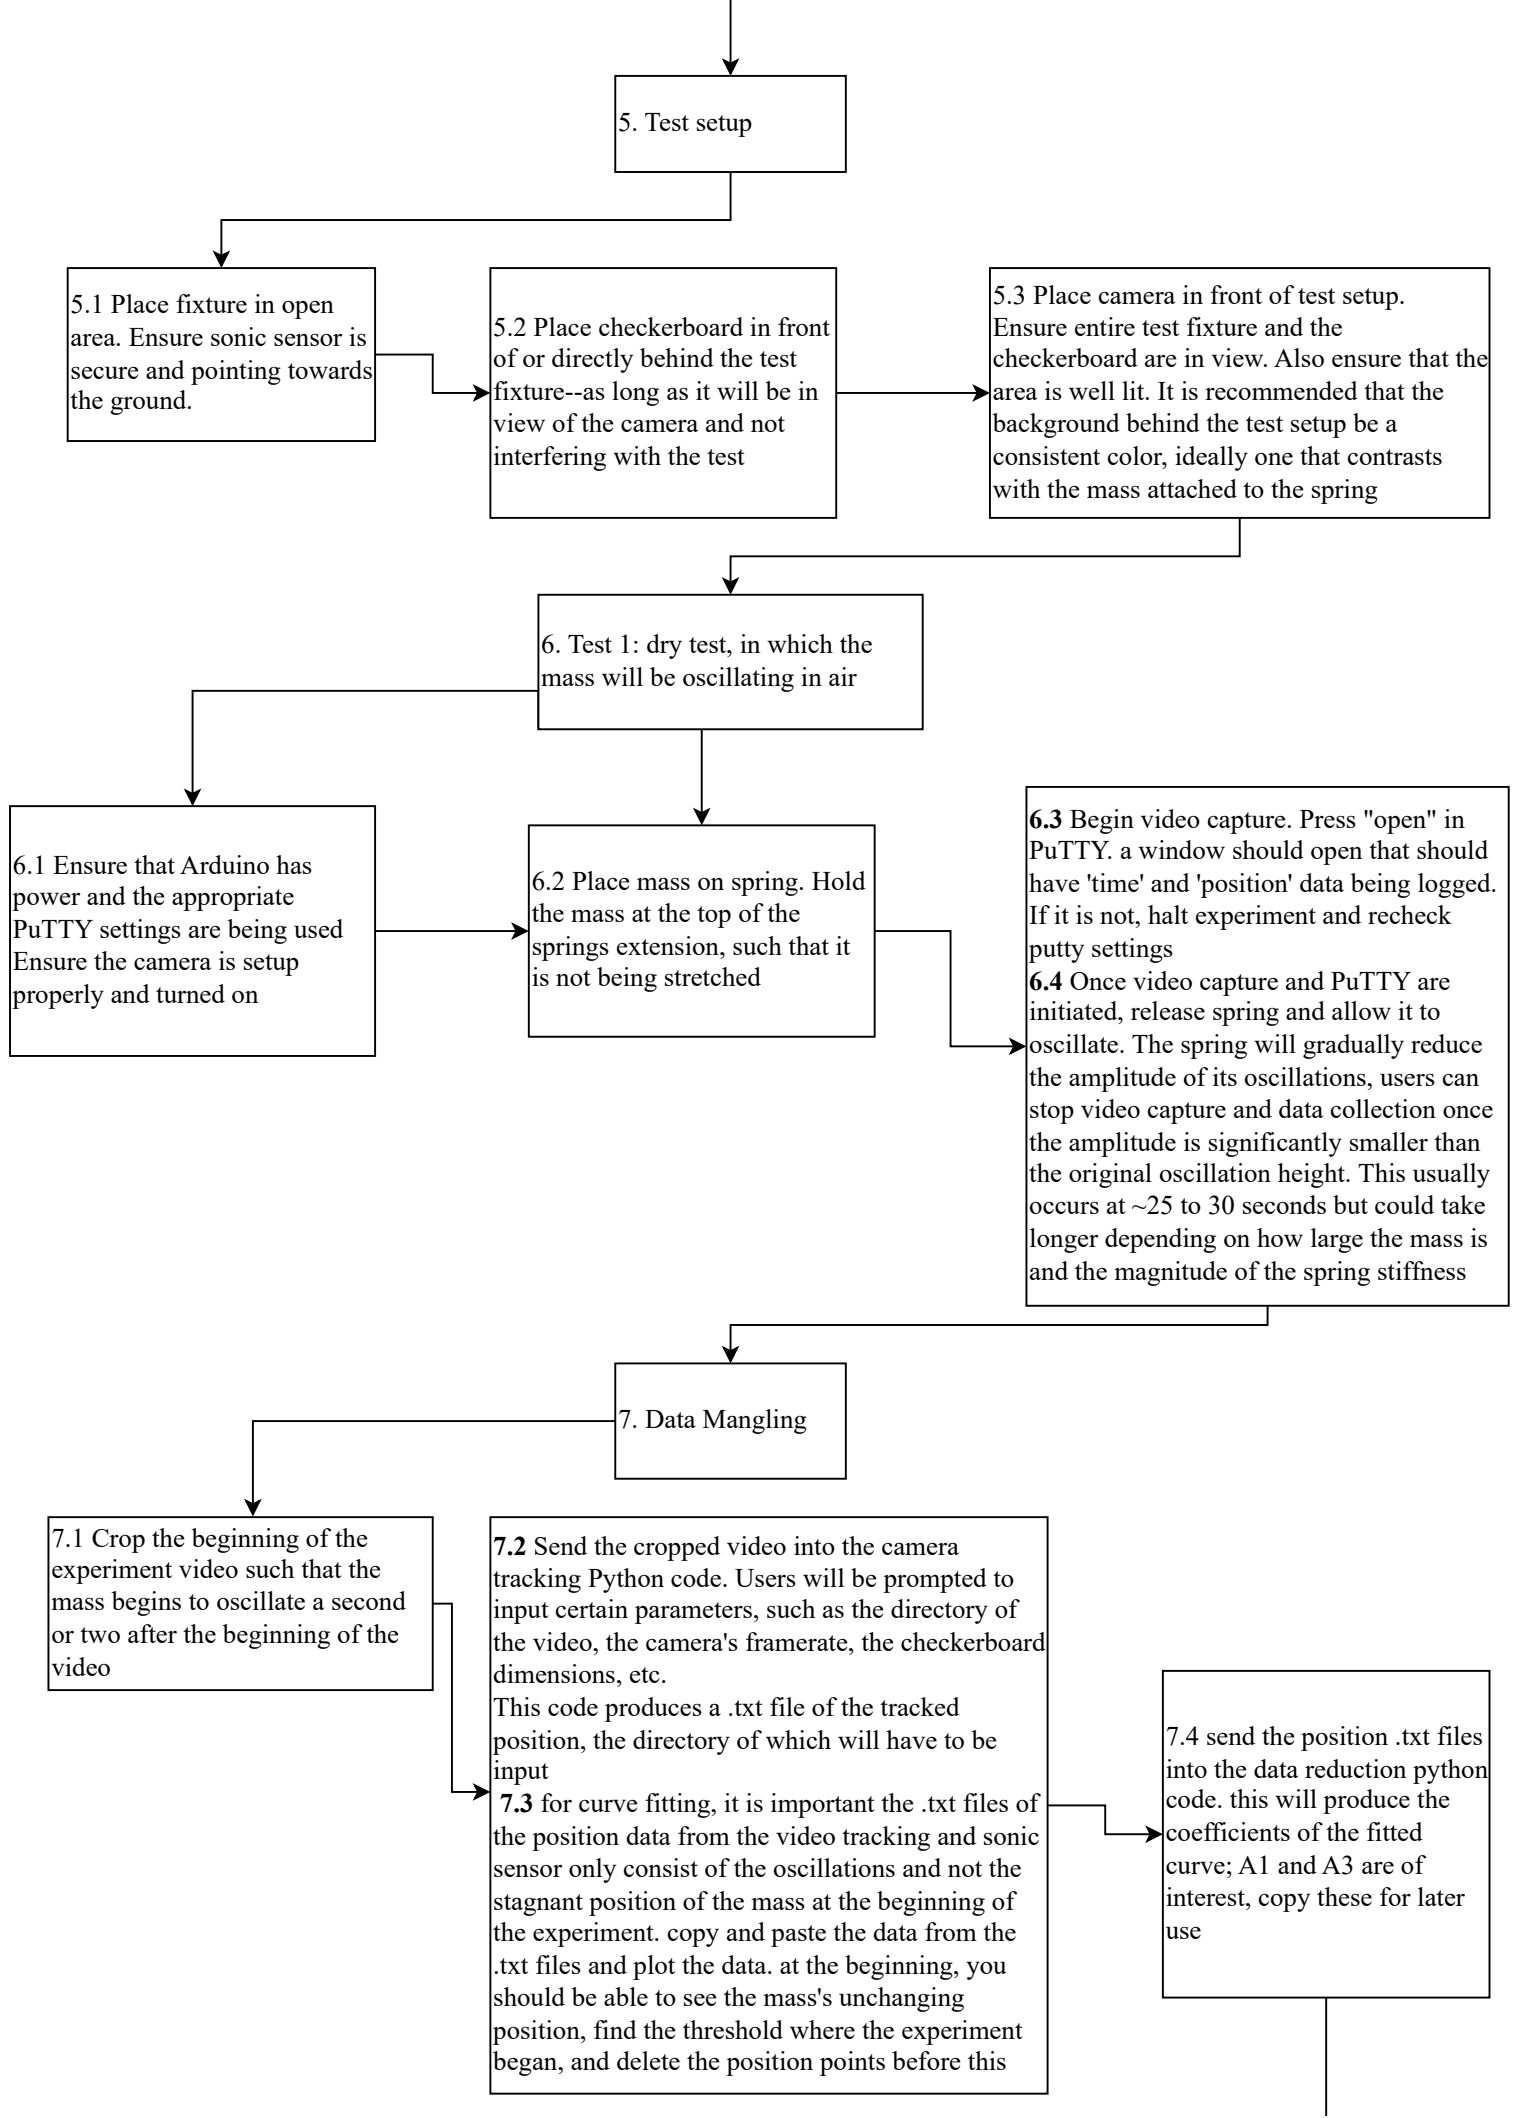 5. Test setup
5.1 Place fixture in open
area. Ensure sonic sensor is
secure and pointing towards
the ground.
5.2 Place checkerboard in front
of or directly behind the test
fixture--as long as it will be in
view of the camera and not
interfering with the test
5.3 Place camera in front of test setup.
Ensure entire test fixture and the
checkerboard are in view. Also ensure that the
area is well lit. It is recommended that the
background behind the test setup be a
consistent color, ideally one that contrasts
with the mass attached to the spring
6. Test 1: dry test, in which the
mass will be oscillating in air
6.1 Ensure that Arduino has
power and the appropriate
PuTTY settings are being used
Ensure the camera is setup
properly and turned on
6.2 Place mass on spring. Hold
the mass at the top of the
springs extension, such that it
is not being stretched
6.3 Begin video capture. Press "open" in
PuTTY. a window should open that should
have 'time' and 'position' data being logged.
If it is not, halt experiment and recheck
putty settings
6.4 Once video capture and PuTTY are
initiated, release spring and allow it to
oscillate. The spring will gradually reduce
the amplitude of its oscillations, users can
stop video capture and data collection once
the amplitude is significantly smaller than
the original oscillation height. This usually
occurs at ~25 to 30 seconds but could take
longer depending on how large the mass is
and the magnitude of the spring stiffness
7. Data Mangling
7.1 Crop the beginning of the
experiment video such that the
mass begins to oscillate a second
or two after the beginning of the
video
7.2 Send the cropped video into the camera
tracking Python code. Users will be prompted to
input certain parameters, such as the directory of
the video, the camera's framerate, the checkerboard
dimensions, etc.
This code produces a .txt file of the tracked
position, the directory of which will have to be
input
7.3 for curve fitting, it is important the .txt files of
the position data from the video tracking and sonic
sensor only consist of the oscillations and not the
stagnant position of the mass at the beginning of
the experiment. copy and paste the data from the
.txt files and plot the data. at the beginning, you
should be able to see the mass's unchanging
position, find the threshold where the experiment
began, and delete the position points before this
7.4 send the position .txt files
into the data reduction python
code. this will produce the
coefficients of the fitted
curve; A1 and A3 are of
interest, copy these for later
use